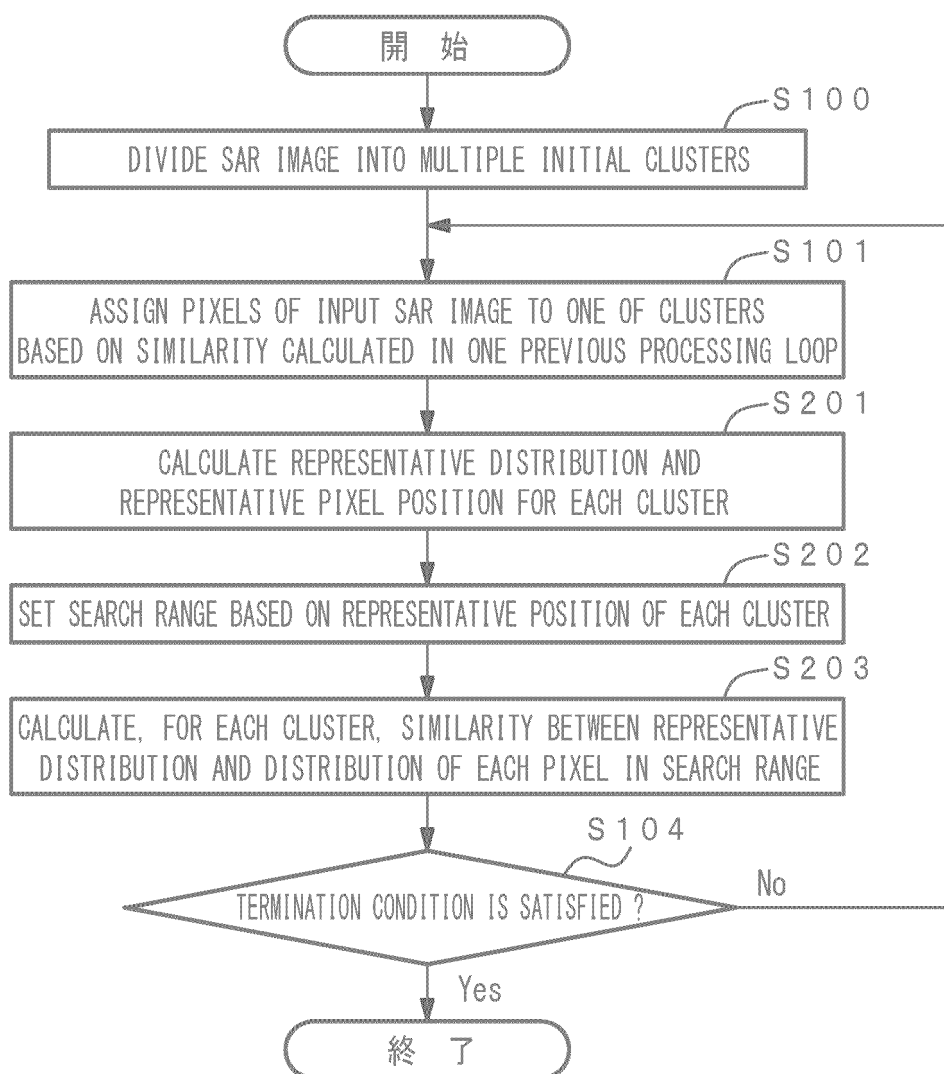 開 始
S100
DIVIDE SAR IMAGE INTO MULTIPLE INITIAL CLUSTERS
S101
ASSIGN PIXELS OF INPUT SAR IMAGE TO ONE OF CLUSTERS
BASED ON SIMILARITY CALCULATED IN ONE PREVIOUS PROCESSING LOOP
S201
CALCULATE REPRESENTATIVE DISTRIBUTION AND
REPRESENTATIVE PIXEL POSITION FOR EACH CLUSTER
S202
SET SEARCH RANGE BASED ON REPRESENTATIVE POSITION OF EACH CLUSTER
S203
CALCULATE, FOR EACH CLUSTER, SIMILARITY BETWEEN REPRESENTATIVE
DISTRIBUTION AND DISTRIBUTION OF EACH PIXEL IN SEARCH RANGE
S104
TERMINATION CONDITION IS SATISFIED ?
No
Yes
終 了